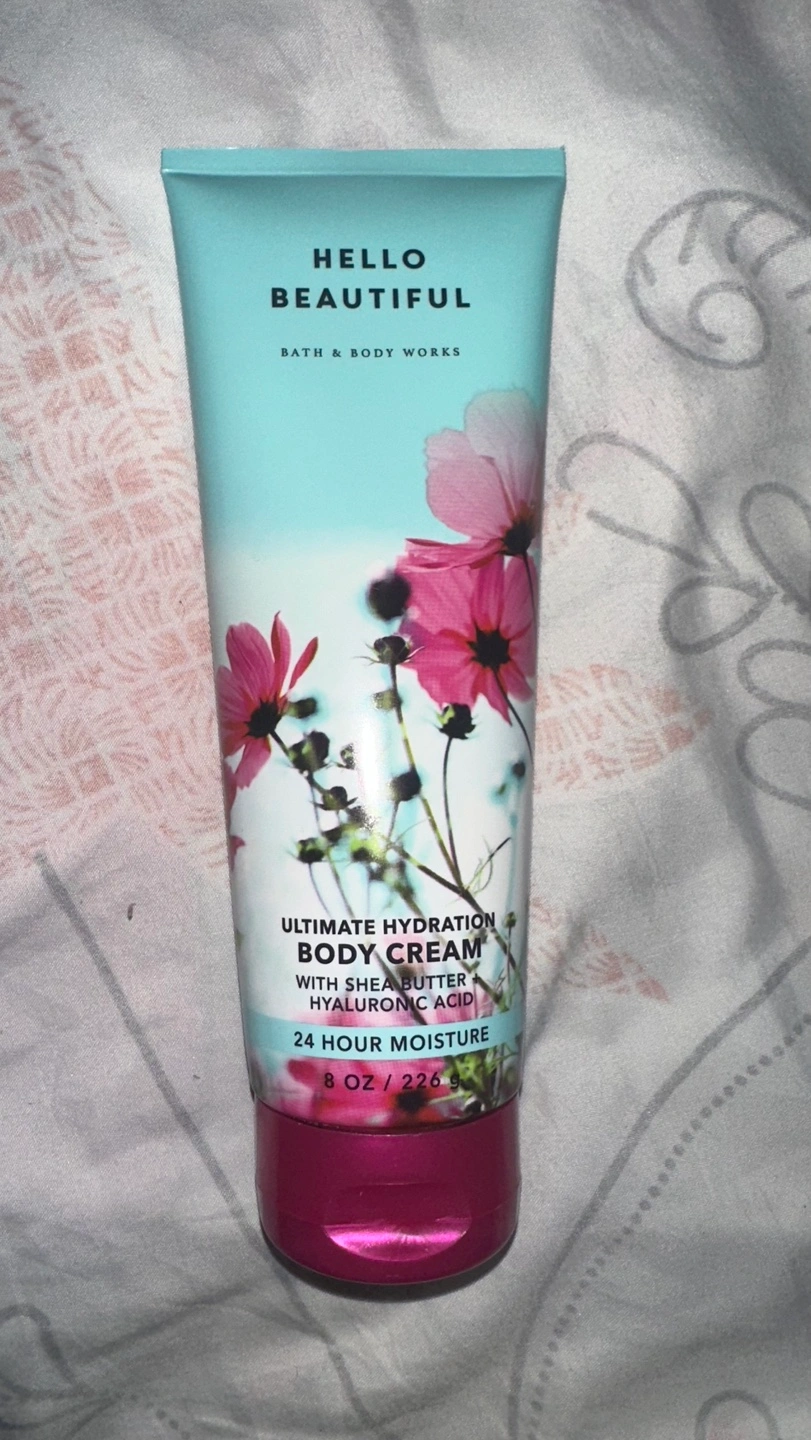 HELLO
BEAUTIFUL
BATH & BODY WORKS
ULTIMATE HYDRATION
BODY CREAM
WITH SHEA BUTTER +
HYALURONIC ACID
24 HOUR MOISTURE
8 OZ / 226 g